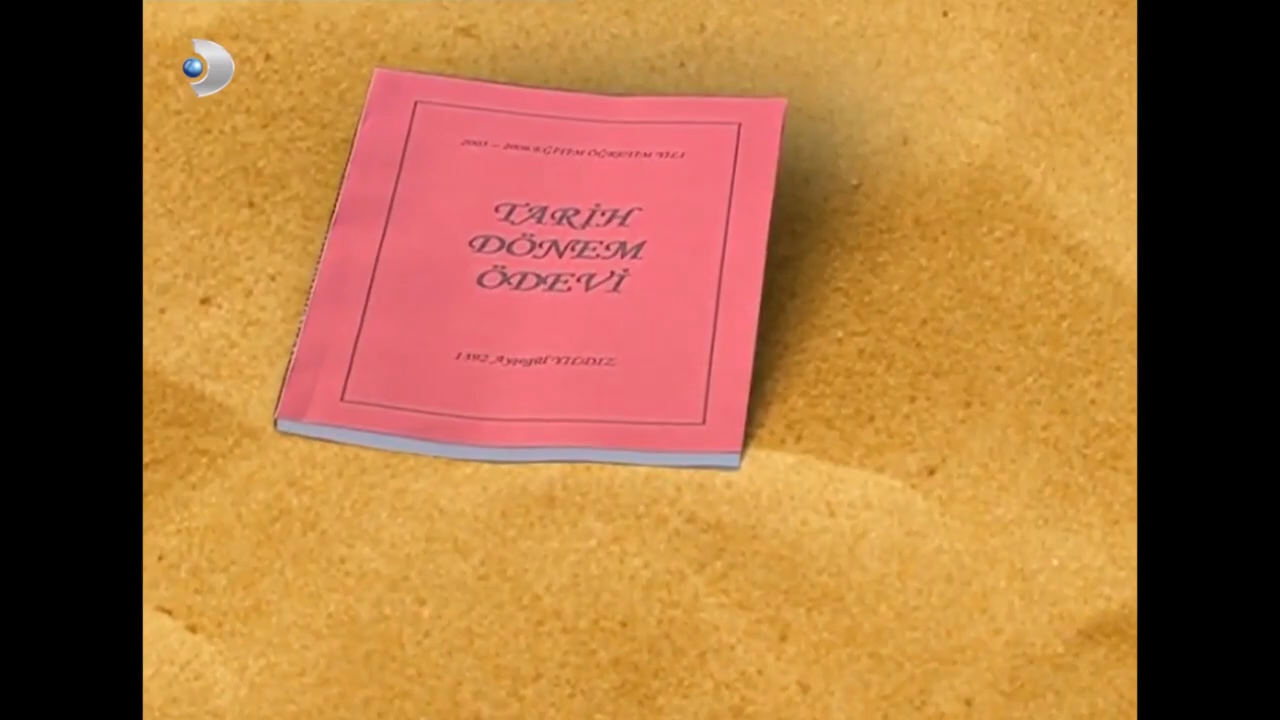 2005 – 2006 EĞİTİM ÖĞRETİM YILI
TARİH
DÖNEM
ÖDEVİ
1392 Ayşegül YILDIZ